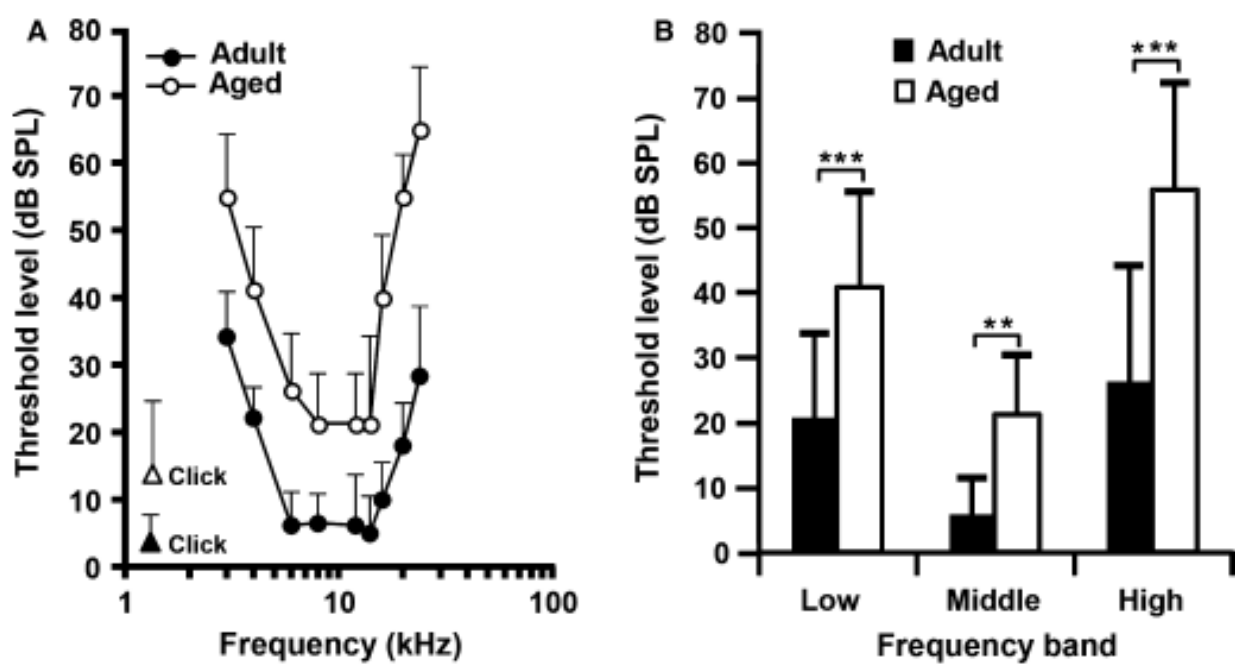 A
Adult
Aged
Threshold level (dB SPL)
80
70
60
50
40
30
20
10
0
Click
Click
1
10
100
Frequency (kHz)
B
Adult
Aged
Threshold level (dB SPL)
80
70
60
50
40
30
20
10
0
***
**
***
Low
Middle
High
Frequency band